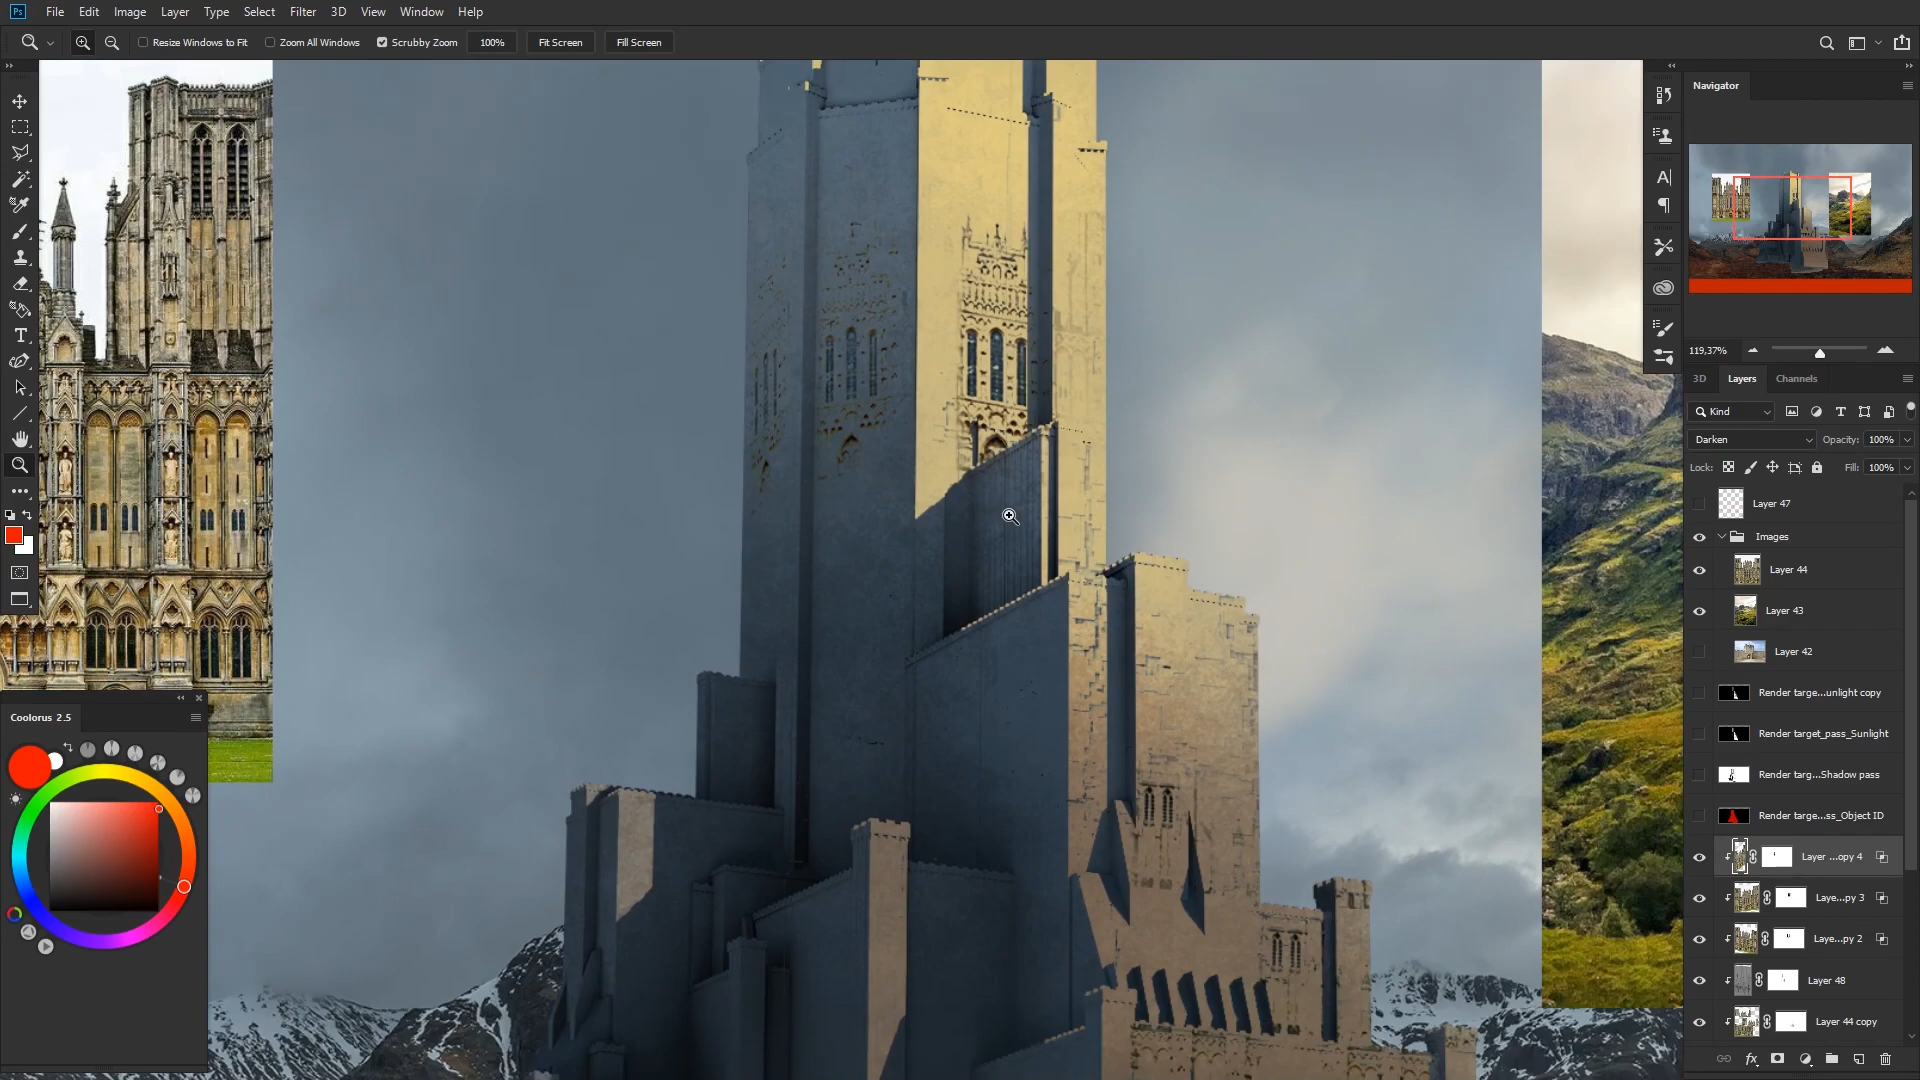 Ps File Edit Image Layer Type Select Filter 3D View Window Help
Resize Windows to Fit Zoom All Windows Scrubby Zoom 100% Fit Screen Fill Screen
Navigator
119,37%
3D Layers Channels
Kind
Darken Opacity: 100%
Lock: Fill: 100%
Layer 47
Images
Layer 44
Layer 43
Layer 42
Render targe...unlight copy
Render target_pass_Sunlight
Render targ...Shadow pass
Render targe...ss_Object ID
Layer ...opy 4
Laye...py 3
Laye...py 2
Layer 48
Layer 44 copy
fx
Coolorus 2.5